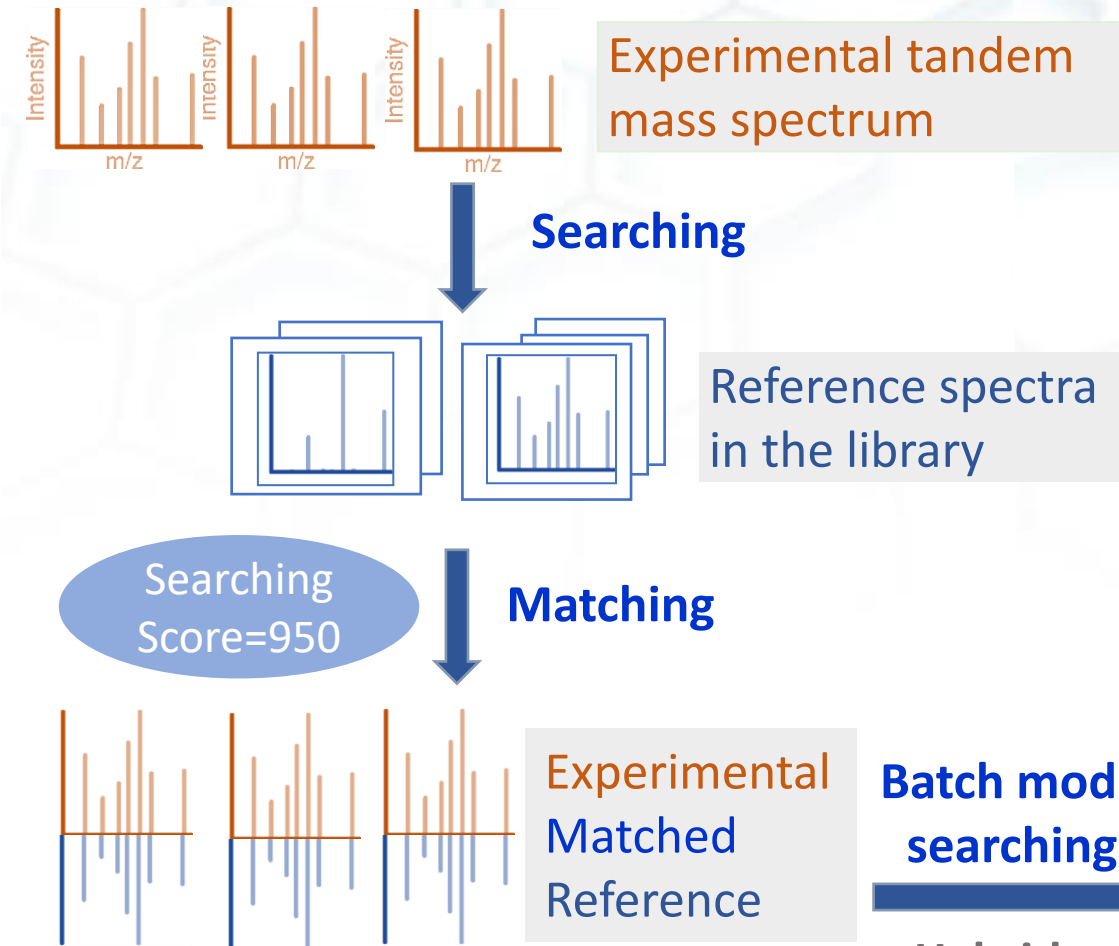 Intensity
m/z
Intensity
m/z
Intensity
m/z
Experimental tandem
mass spectrum
Searching
Reference spectra
in the library
Searching
Score=950
Matching
Experimental
Matched
Reference
Batch mod
searching